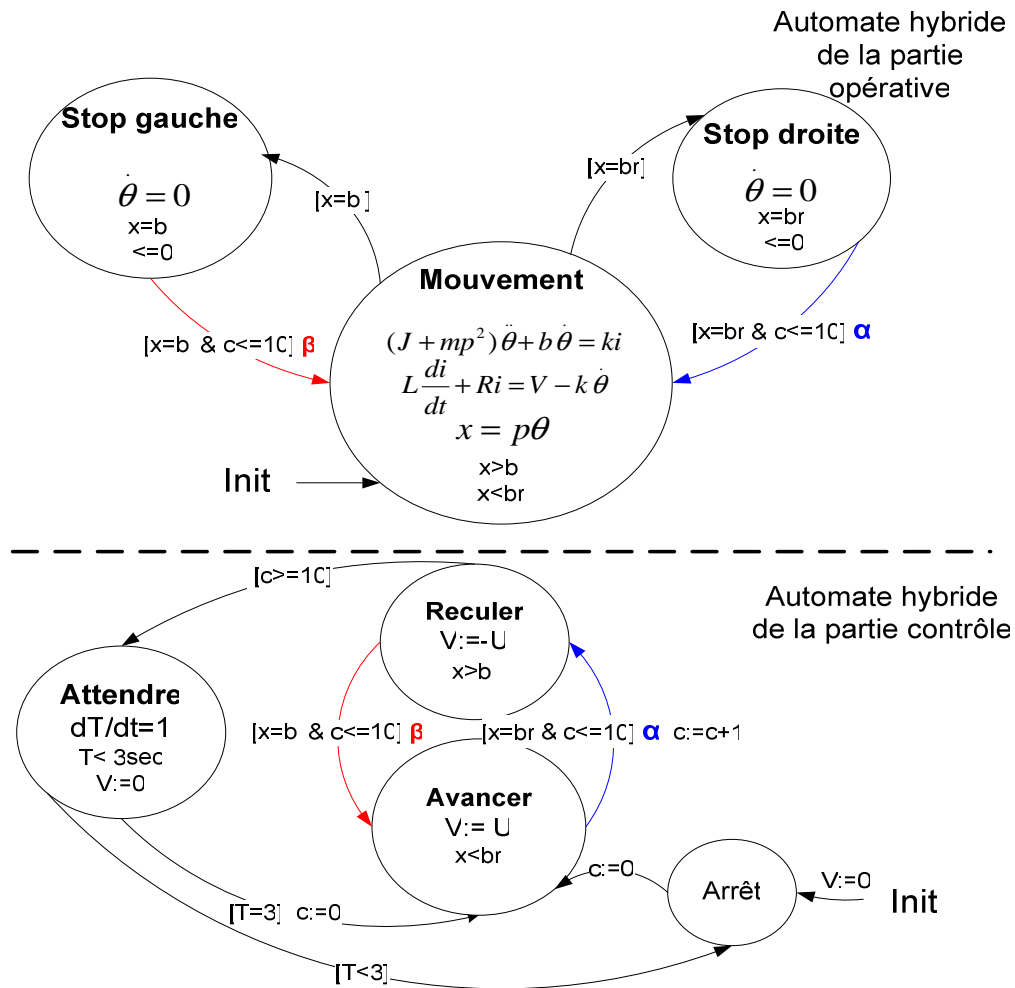 Automate hybride
de la partie
opérative
Stop gauche
θ̇ = 0
x=b
<=0
[x=b]
[x=br]
Stop droite
θ̇ = 0
x=br
<=0
[x=b & c<=10] β
[x=br & c<=10] α
Mouvement
(J + mp²)θ̈ + bθ̇ = ki
L di/dt + Ri = V − kθ̇
x = pθ
x>b
x<br
Init
[c>=10]
Automate hybride
de la partie contrôle
Reculer
V:=-U
x>b
Attendre
dT/dt=1
T< 3sec
V:=0
[x=b & c<=10] β
[x=br & c<=10] α c:=c+1
Avancer
V:= U
x<br
c:=0
Arrêt
V:=0
Init
[T=3] c:=0
[T<3]